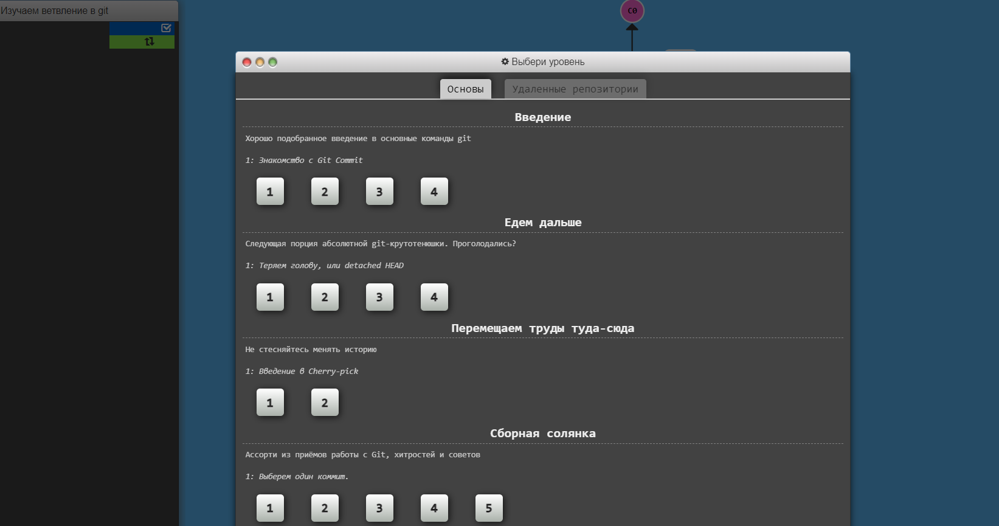 Изучаем ветвление в git
C0
Выбери уровень
Основы
Удаленные репозитории
Введение
Хорошо подобранное введение в основные команды git
1: Знакомство с Git Commit
1 2 3 4
Едем дальше
Следующая порция абсолютной git-крутотенюшки. Проголодались?
1: Теряем голову, или detached HEAD
1 2 3 4
Перемещаем труды туда-сюда
Не стесняйтесь менять историю
1: Введение в Cherry-pick
1 2
Сборная солянка
Ассорти из приёмов работы с Git, хитростей и советов
1: Выберем один коммит.
1 2 3 4 5